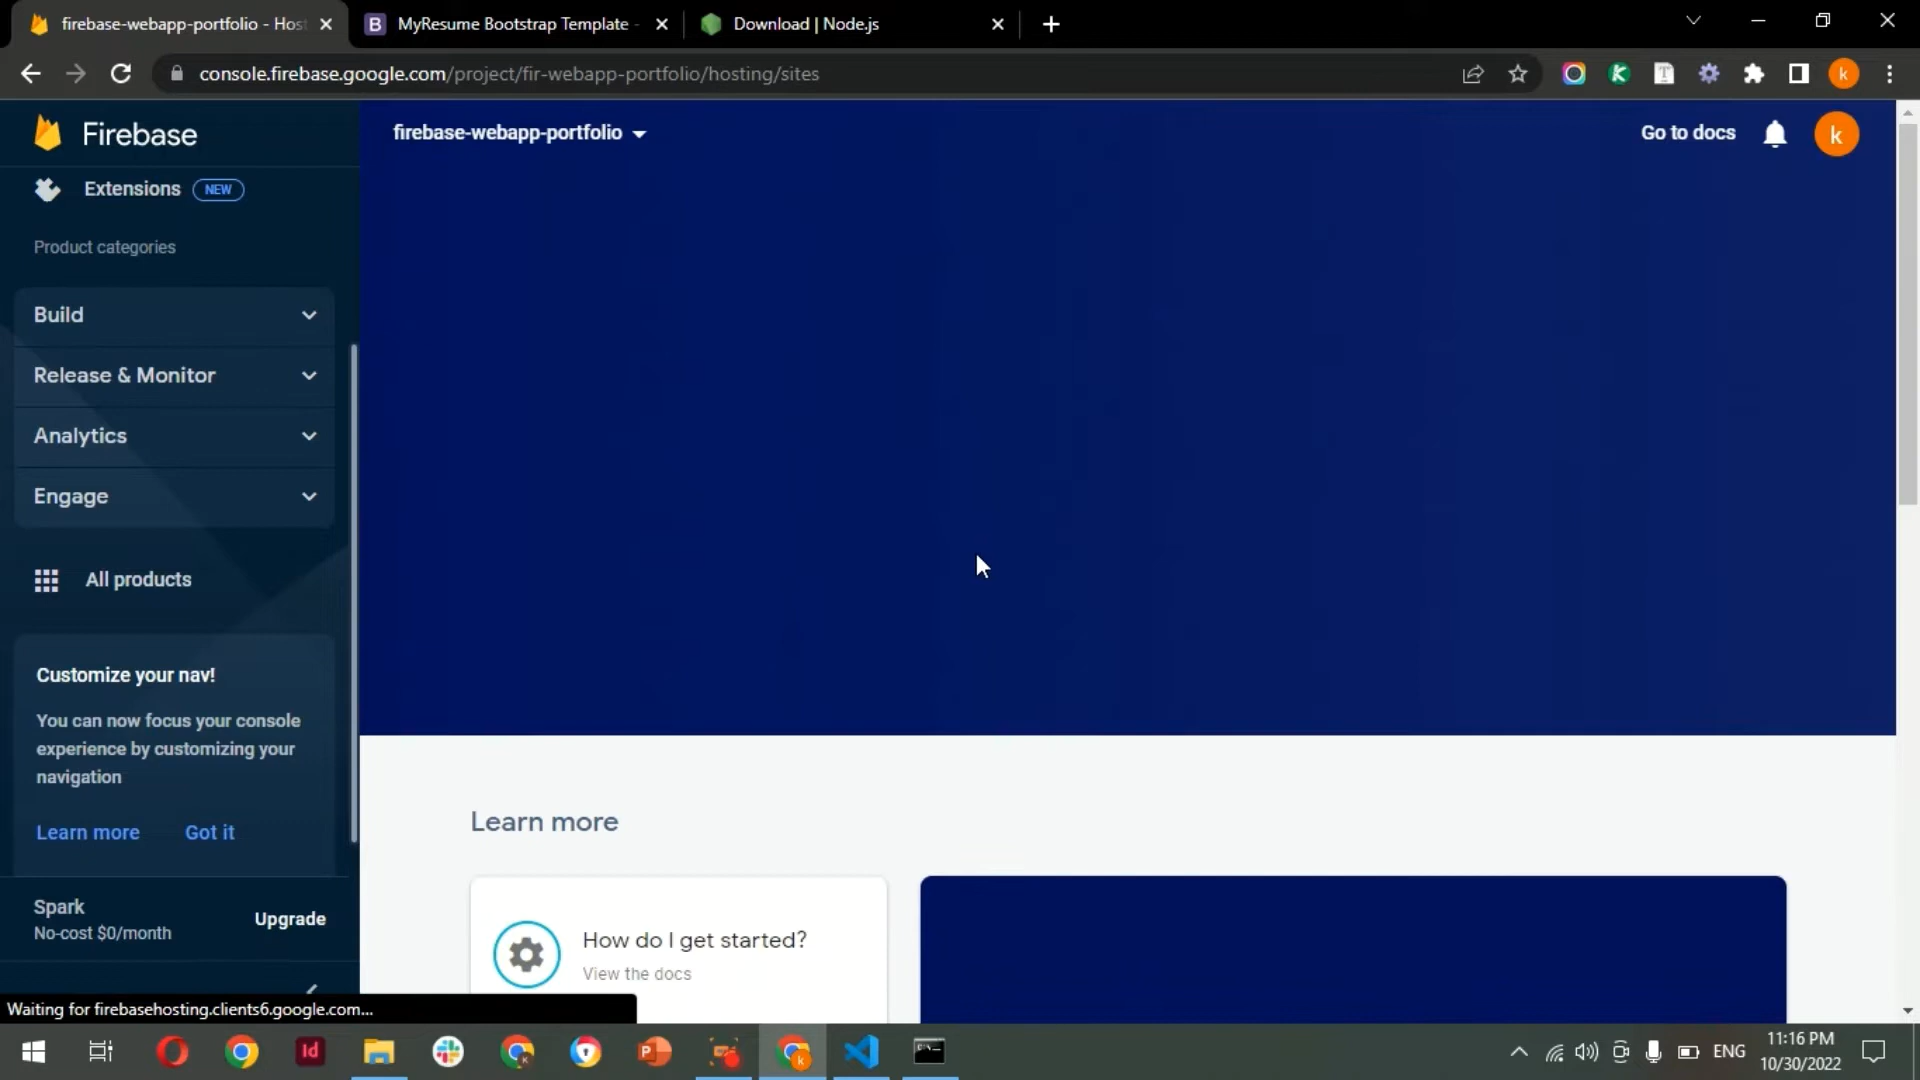 firebase-webapp-portfolio - Host
MyResume Bootstrap Template -
Download | Node.js
console.firebase.google.com/project/fir-webapp-portfolio/hosting/sites
k
Firebase
firebase-webapp-portfolio
Go to docs
k
Extensions NEW
Product categories
Build
Release & Monitor
Analytics
Engage
All products
Customize your nav!
You can now focus your console
experience by customizing your
navigation
Learn more Got it
Spark
No-cost $0/month
Upgrade
Learn more
How do I get started?
View the docs
Waiting for firebasehosting.clients6.google.com...
ENG
11:16 PM
10/30/2022